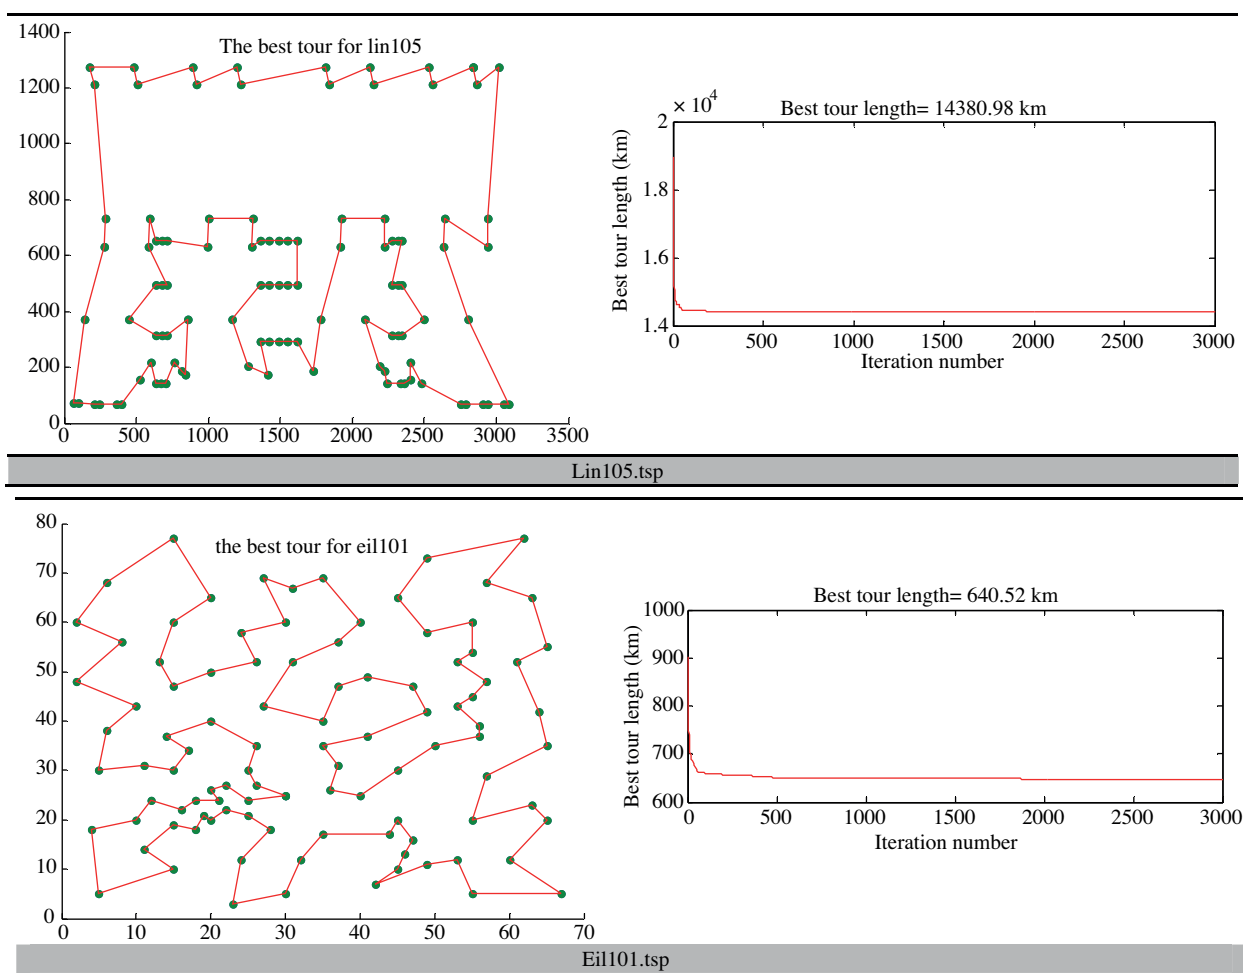 The best tour for lin105
1400
1200
1000
800
600
400
200
0
0 500 1000 1500 2000 2500 3000 3500
× 10⁴
Best tour length= 14380.98 km
2
1.8
1.6
1.4
Best tour length (km)
0 500 1000 1500 2000 2500 3000
Iteration number
Lin105.tsp
the best tour for eil101
80
70
60
50
40
30
20
10
0
0 10 20 30 40 50 60 70
Best tour length= 640.52 km
1000
900
800
700
600
Best tour length (km)
0 500 1000 1500 2000 2500 3000
Iteration number
Eil101.tsp